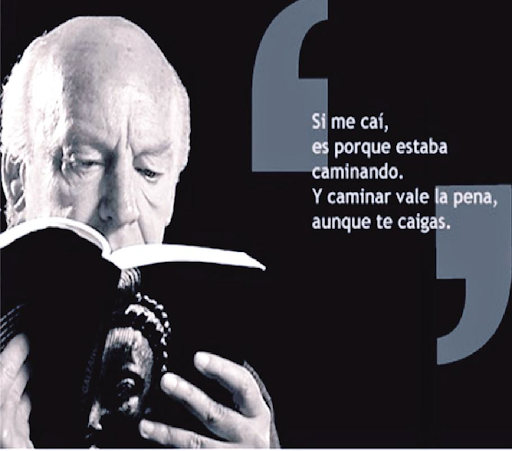 Si me caí,
es porque estaba
caminando.
Y caminar vale la pena,
aunque te caigas.